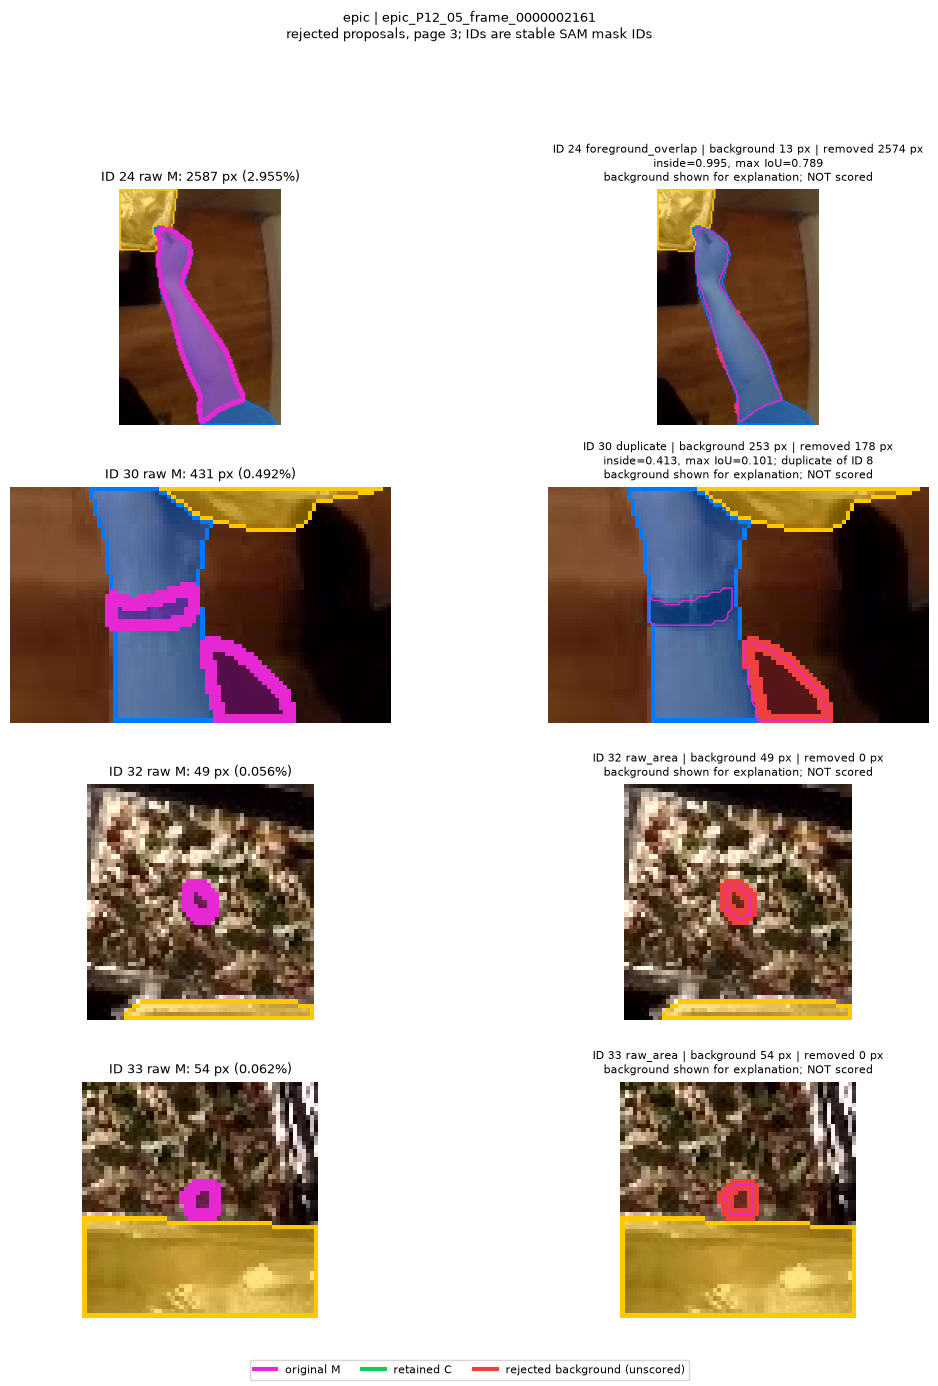 epic | epic_P12_05_frame_0000002161
rejected proposals, page 3; IDs are stable SAM mask IDs
ID 24 raw M: 2587 px (2.955%)
ID 24 foreground_overlap | background 13 px | removed 2574 px
inside=0.995, max IoU=0.789
background shown for explanation; NOT scored
ID 30 raw M: 431 px (0.492%)
ID 30 duplicate | background 253 px | removed 178 px
inside=0.413, max IoU=0.101; duplicate of ID 8
background shown for explanation; NOT scored
ID 32 raw M: 49 px (0.056%)
ID 32 raw_area | background 49 px | removed 0 px
background shown for explanation; NOT scored
ID 33 raw M: 54 px (0.062%)
ID 33 raw_area | background 54 px | removed 0 px
background shown for explanation; NOT scored
original M
retained C
rejected background (unscored)